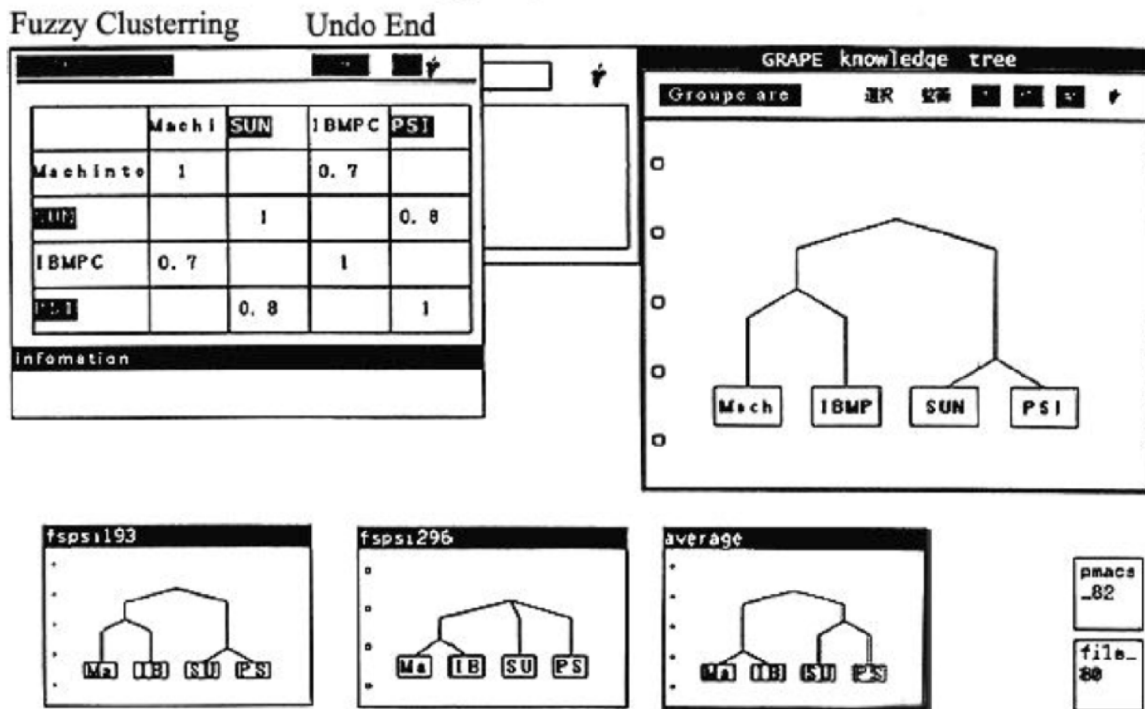 Fuzzy Clusterring Undo End
Machi SUN IBMPC PSI
Machinto 1 0. 7
SUN 1 0. 8
IBMPC 0. 7 1
PSI 0. 8 1
infomation
GRAPE knowledge tree
Groupe are 選択
Mach IBMP SUN PSI
fspsi193
Ma IB SU PS
fspsi296
Ma IB SU PS
average
Ma IB SU PS
pmacs
_82
file_
80